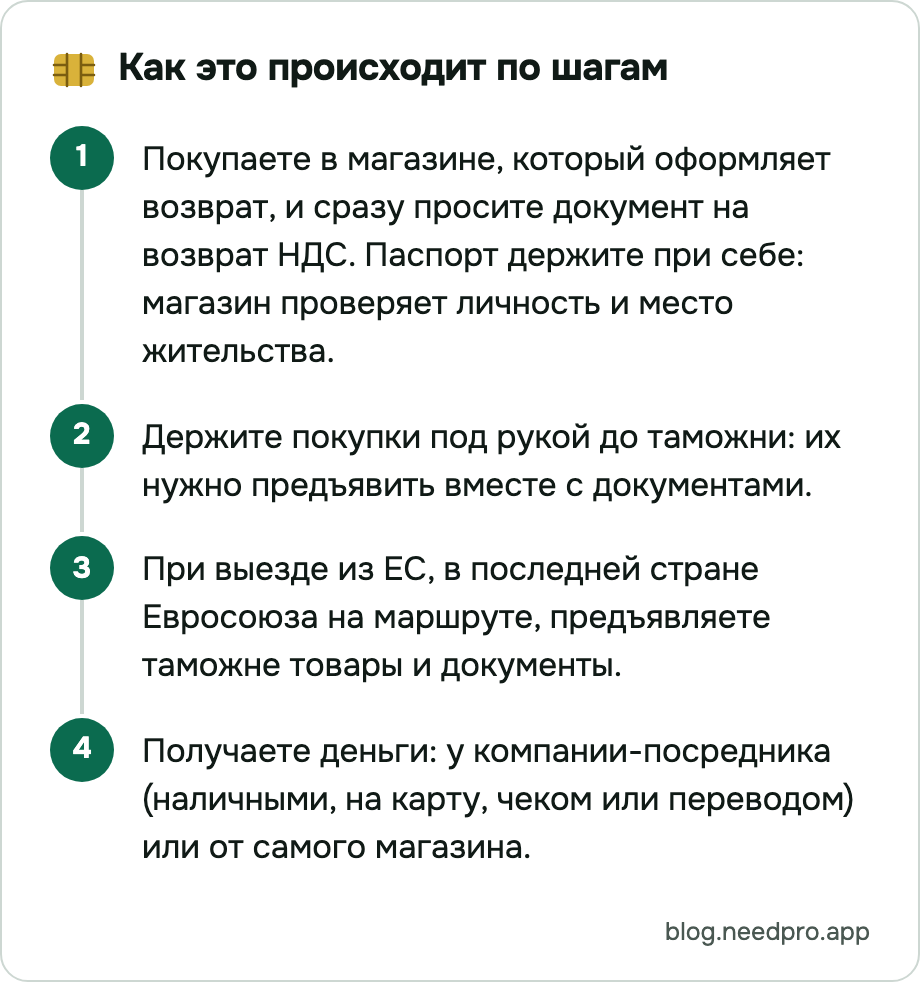 Как это происходит по шагам
1
Покупаете в магазине, который оформляет
возврат, и сразу просите документ на
возврат НДС. Паспорт держите при себе:
магазин проверяет личность и место
жительства.
2
Держите покупки под рукой до таможни: их
нужно предъявить вместе с документами.
3
При выезде из ЕС, в последней стране
Евросоюза на маршруте, предъявляете
таможне товары и документы.
4
Получаете деньги: у компании-посредника
(наличными, на карту, чеком или переводом)
или от самого магазина.
blog.needpro.app